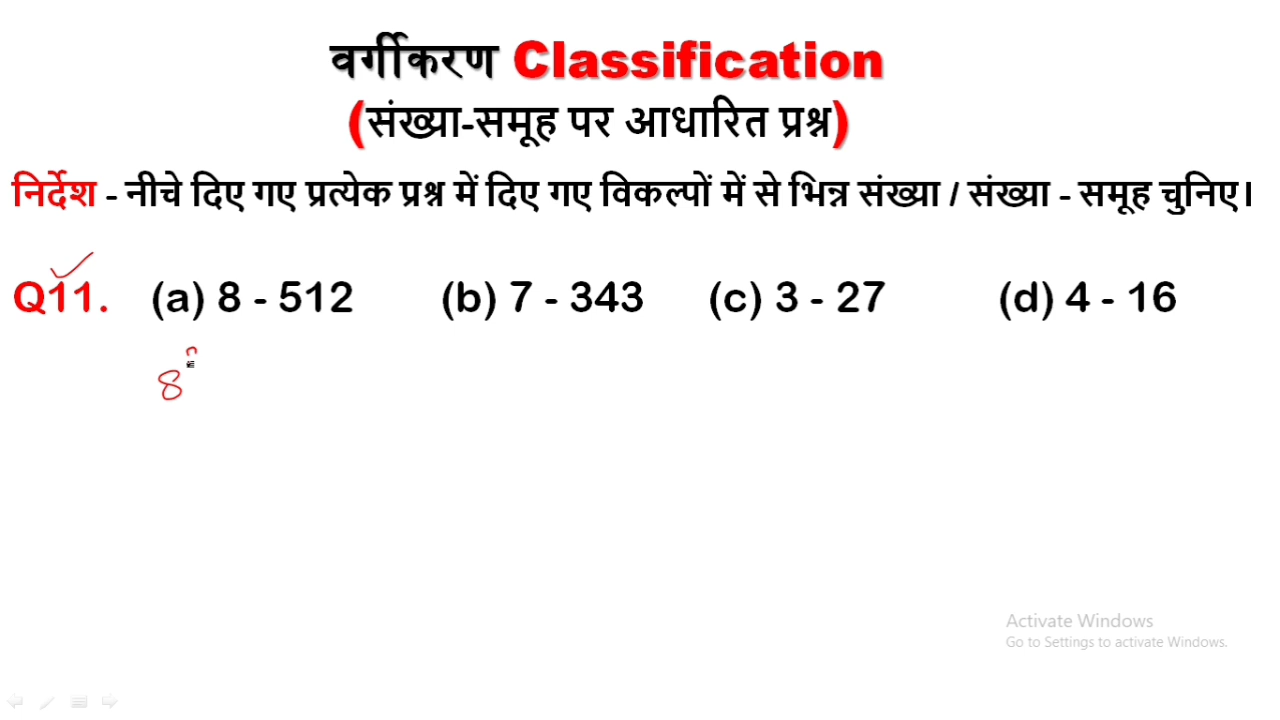 वर्गीकरण Classification
(संख्या-समूह पर आधारित प्रश्न)
निर्देश - नीचे दिए गए प्रत्येक प्रश्न में दिए गए विकल्पों में से भिन्न संख्या / संख्या - समूह चुनिए।
Q11. (a) 8 - 512 (b) 7 - 343 (c) 3 - 27 (d) 4 - 16
8
Activate Windows
Go to Settings to activate Windows.